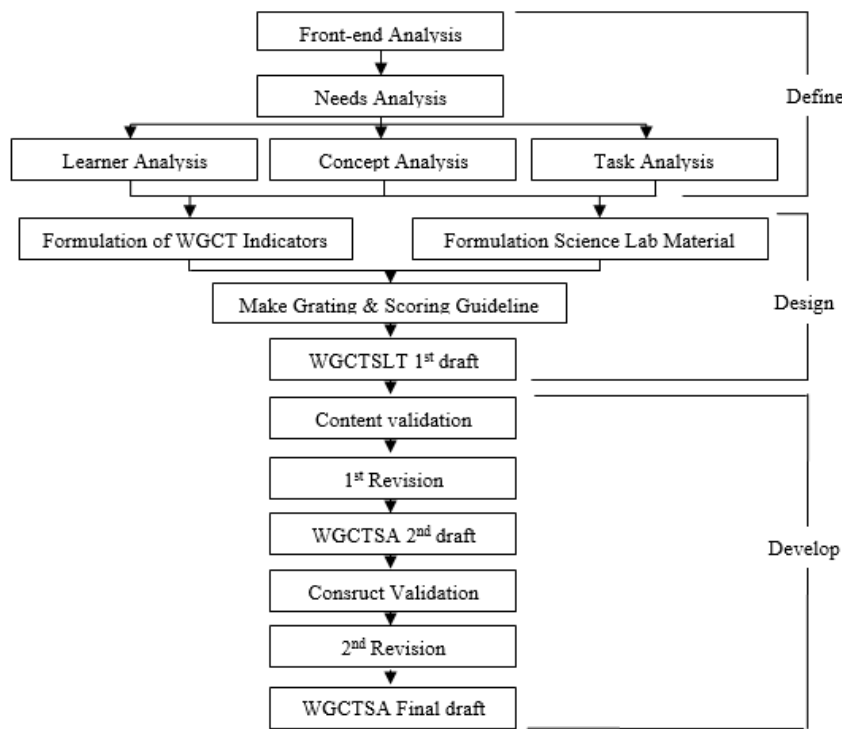 Front-end Analysis
Needs Analysis
Define
Learner Analysis
Concept Analysis
Task Analysis
Formulation of WGCT Indicators
Formulation Science Lab Material
Make Grating & Scoring Guideline
Design
WGCTSLT 1st draft
Content validation
1st Revision
WGCTSA 2nd draft
Develop
Consruct Validation
2nd Revision
WGCTSA Final draft